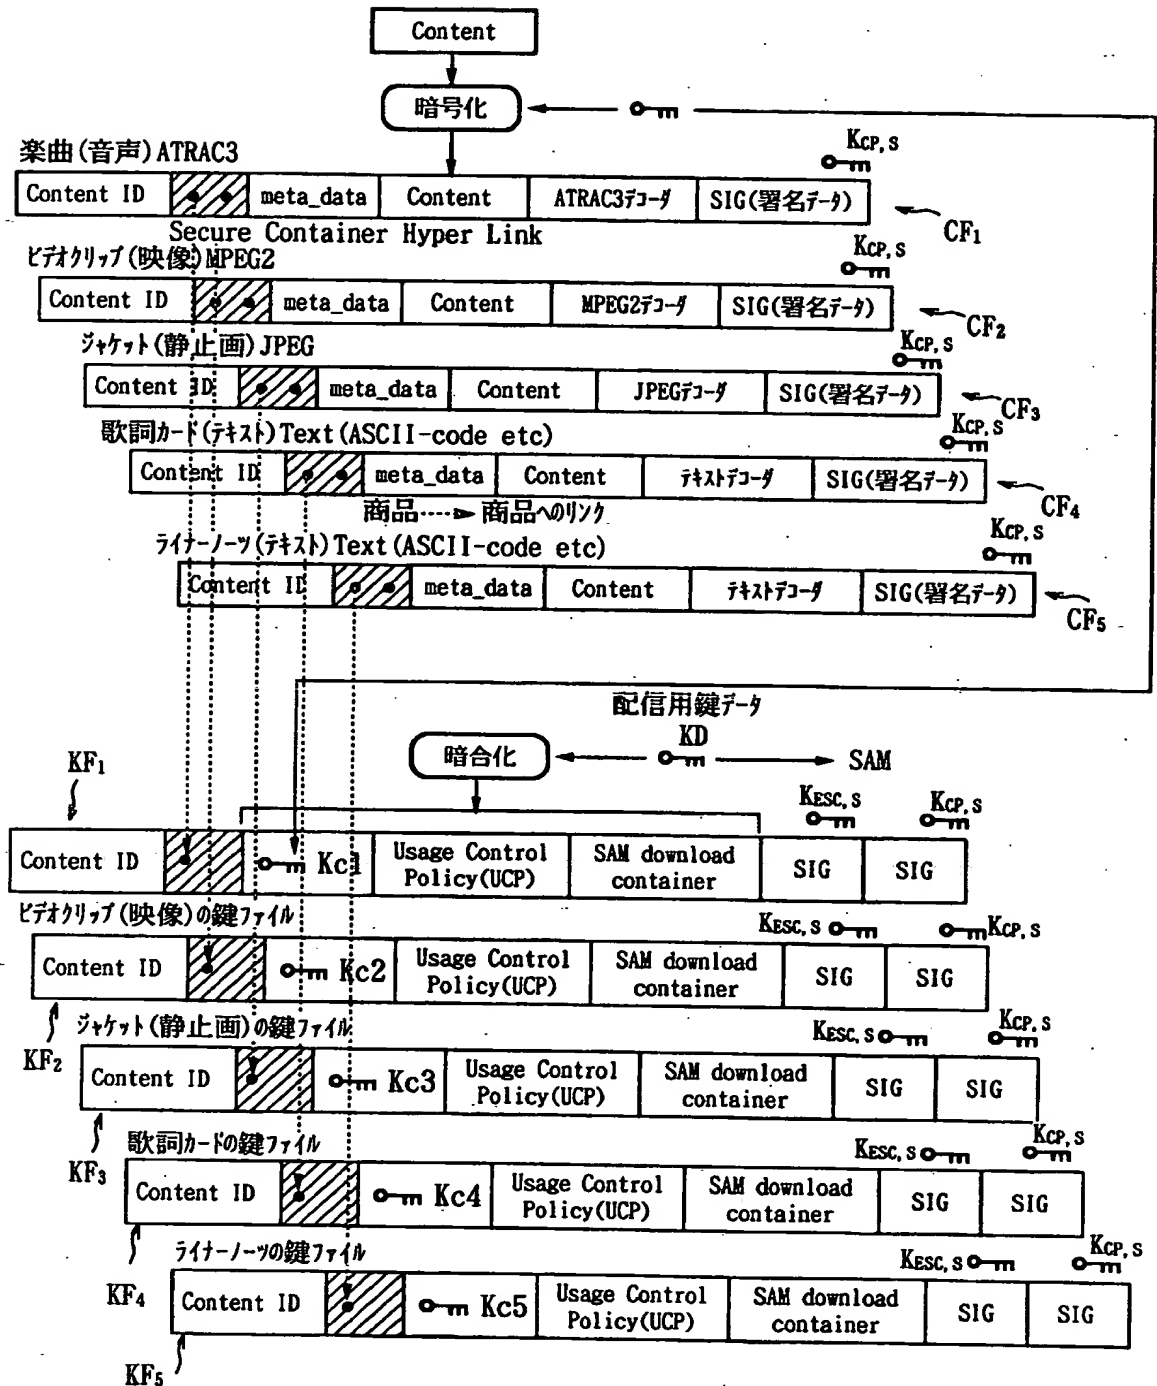 Content
暗号化
楽曲(音声)ATRAC3
KCP, S
Content ID meta_data Content ATRAC3デコーダ SIG(署名データ)
CF1
Secure Container Hyper Link
ビデオクリップ(映像)MPEG2
KCP, S
Content ID meta_data Content MPEG2デコーダ SIG(署名データ)
CF2
ジャケット(静止画)JPEG
KCP, S
Content ID meta_data Content JPEGデコーダ SIG(署名データ)
CF3
歌詞カード(テキスト)Text(ASCII-code etc)
KCP, S
Content ID meta_data Content テキストデコーダ SIG(署名データ)
CF4
商品 商品へのリンク
ライナーノーツ(テキスト)Text(ASCII-code etc)
KCP, S
Content ID meta_data Content テキストデコーダ SIG(署名データ)
CF5
配信用鍵データ
暗合化 KD SAM
KF1
KESC, S KCP, S
Content ID Kc1 Usage Control Policy(UCP) SAM download container SIG SIG
ビデオクリップ(映像)の鍵ファイル
KESC, S KCP, S
Content ID Kc2 Usage Control Policy(UCP) SAM download container SIG SIG
KF2
ジャケット(静止画)の鍵ファイル
KESC, S KCP, S
Content ID Kc3 Usage Control Policy(UCP) SAM download container SIG SIG
KF3
歌詞カードの鍵ファイル
KESC, S KCP, S
Content ID Kc4 Usage Control Policy(UCP) SAM download container SIG SIG
KF4
ライナーノーツの鍵ファイル
KESC, S KCP, S
Content ID Kc5 Usage Control Policy(UCP) SAM download container SIG SIG
KF5